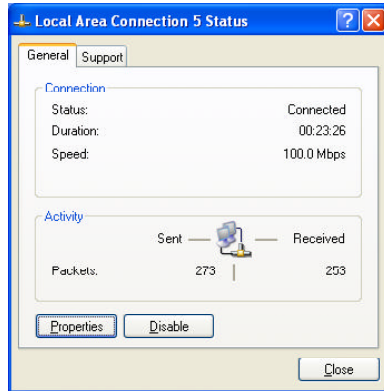 Local Area Connection 5 Status
General Support
Connection
Status: Connected
Duration: 00:23:26
Speed: 100.0 Mbps
Activity
Sent Received
Packets: 273 253
Properties Disable
Close